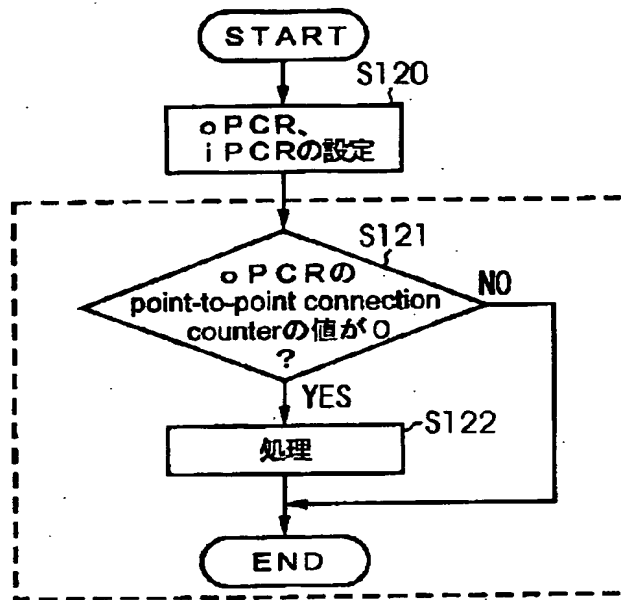 START
S120
oPCR、
iPCRの設定
S121
oPCRの
point-to-point connection
counterの値が0
?
NO
YES
S122
処理
END